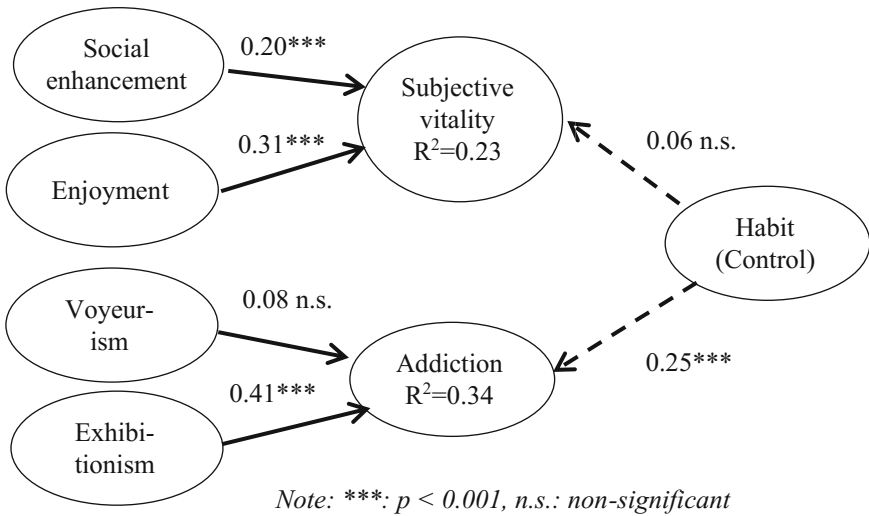 Social
enhancement
0.20***
Subjective
vitality
R²=0.23
0.31***
Enjoyment
0.06 n.s.
Habit
(Control)
Voyeur-
ism
0.08 n.s.
Addiction
R²=0.34
0.25***
0.41***
Exhibi-
tionism
Note: ***: p < 0.001, n.s.: non-significant